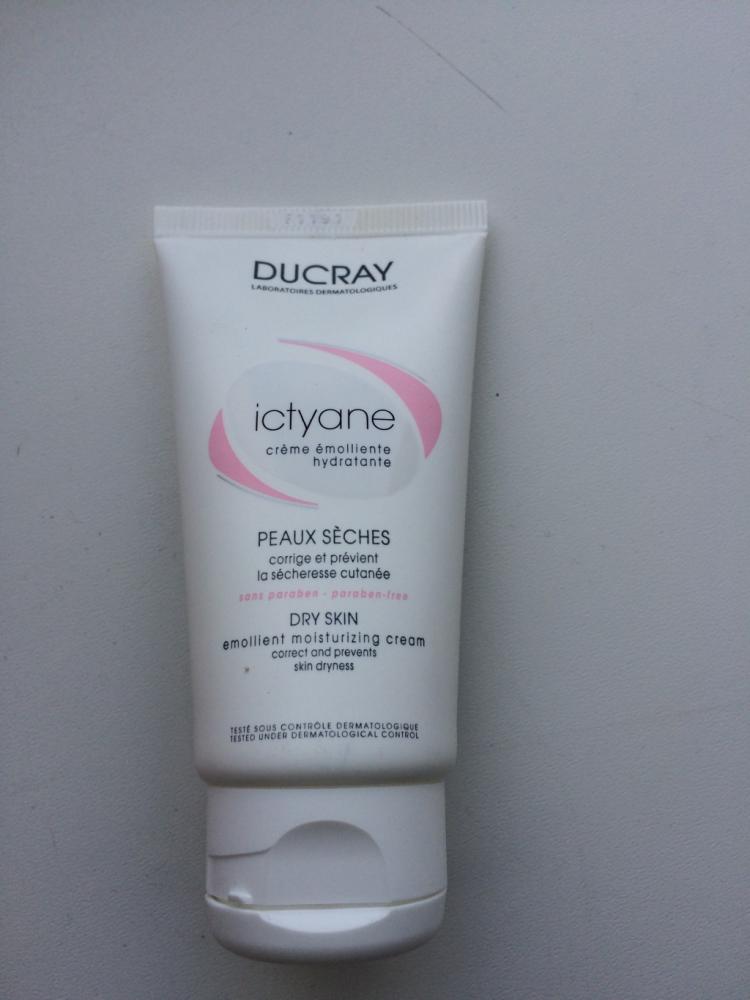 DUCRAY
LABORATOIRES DERMATOLOGIQUES
ictyane
crème émolliente
hydratante
PEAUX SÈCHES
corrige et prévient
la sécheresse cutanée
sans paraben - paraben-free
DRY SKIN
emollient moisturizing cream
correct and prevents
skin dryness
TESTÉ SOUS CONTRÔLE DERMATOLOGIQUE
TESTED UNDER DERMATOLOGICAL CONTROL